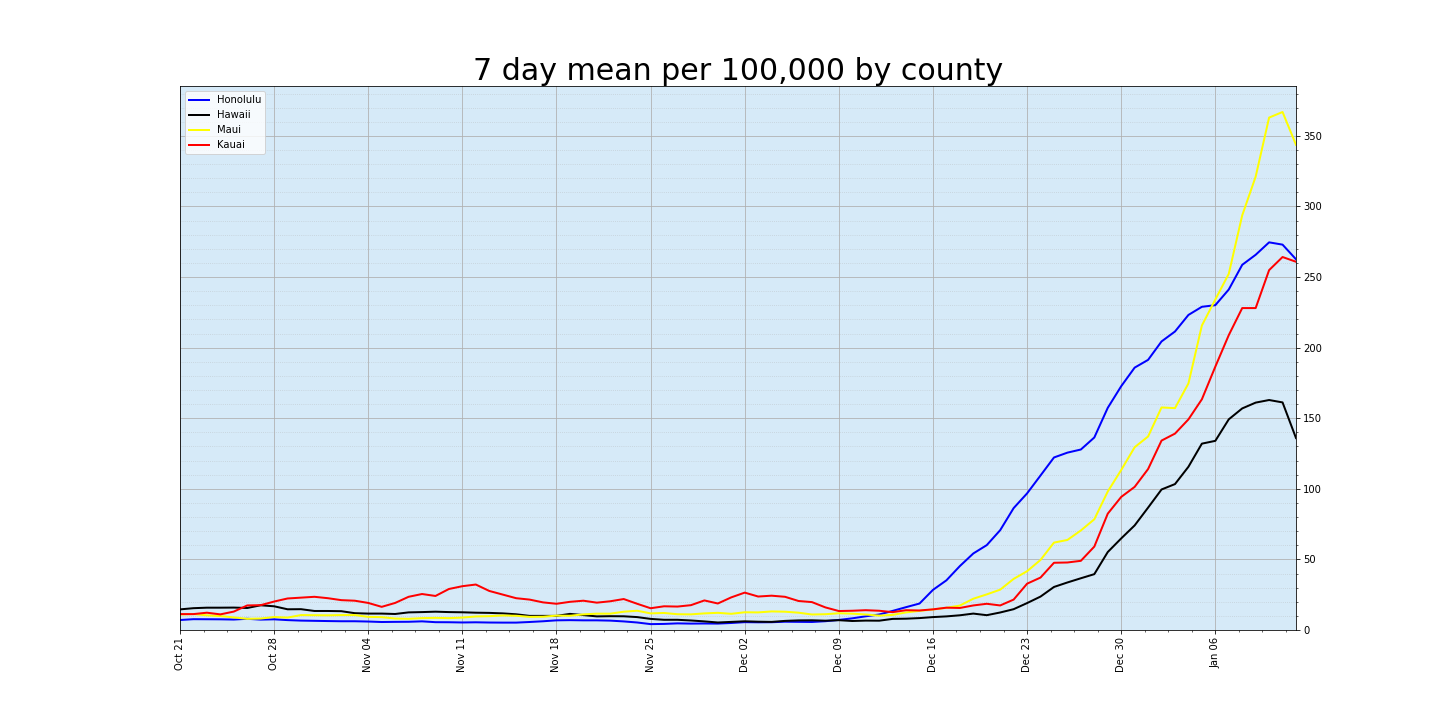 7 day mean per 100,000 by county
Honolulu
Hawaii
Maui
Kauai
350
300
250
200
150
100
50
0
Oct 21
Oct 28
Nov 04
Nov 11
Nov 18
Nov 25
Dec 02
Dec 09
Dec 16
Dec 23
Dec 30
Jan 06